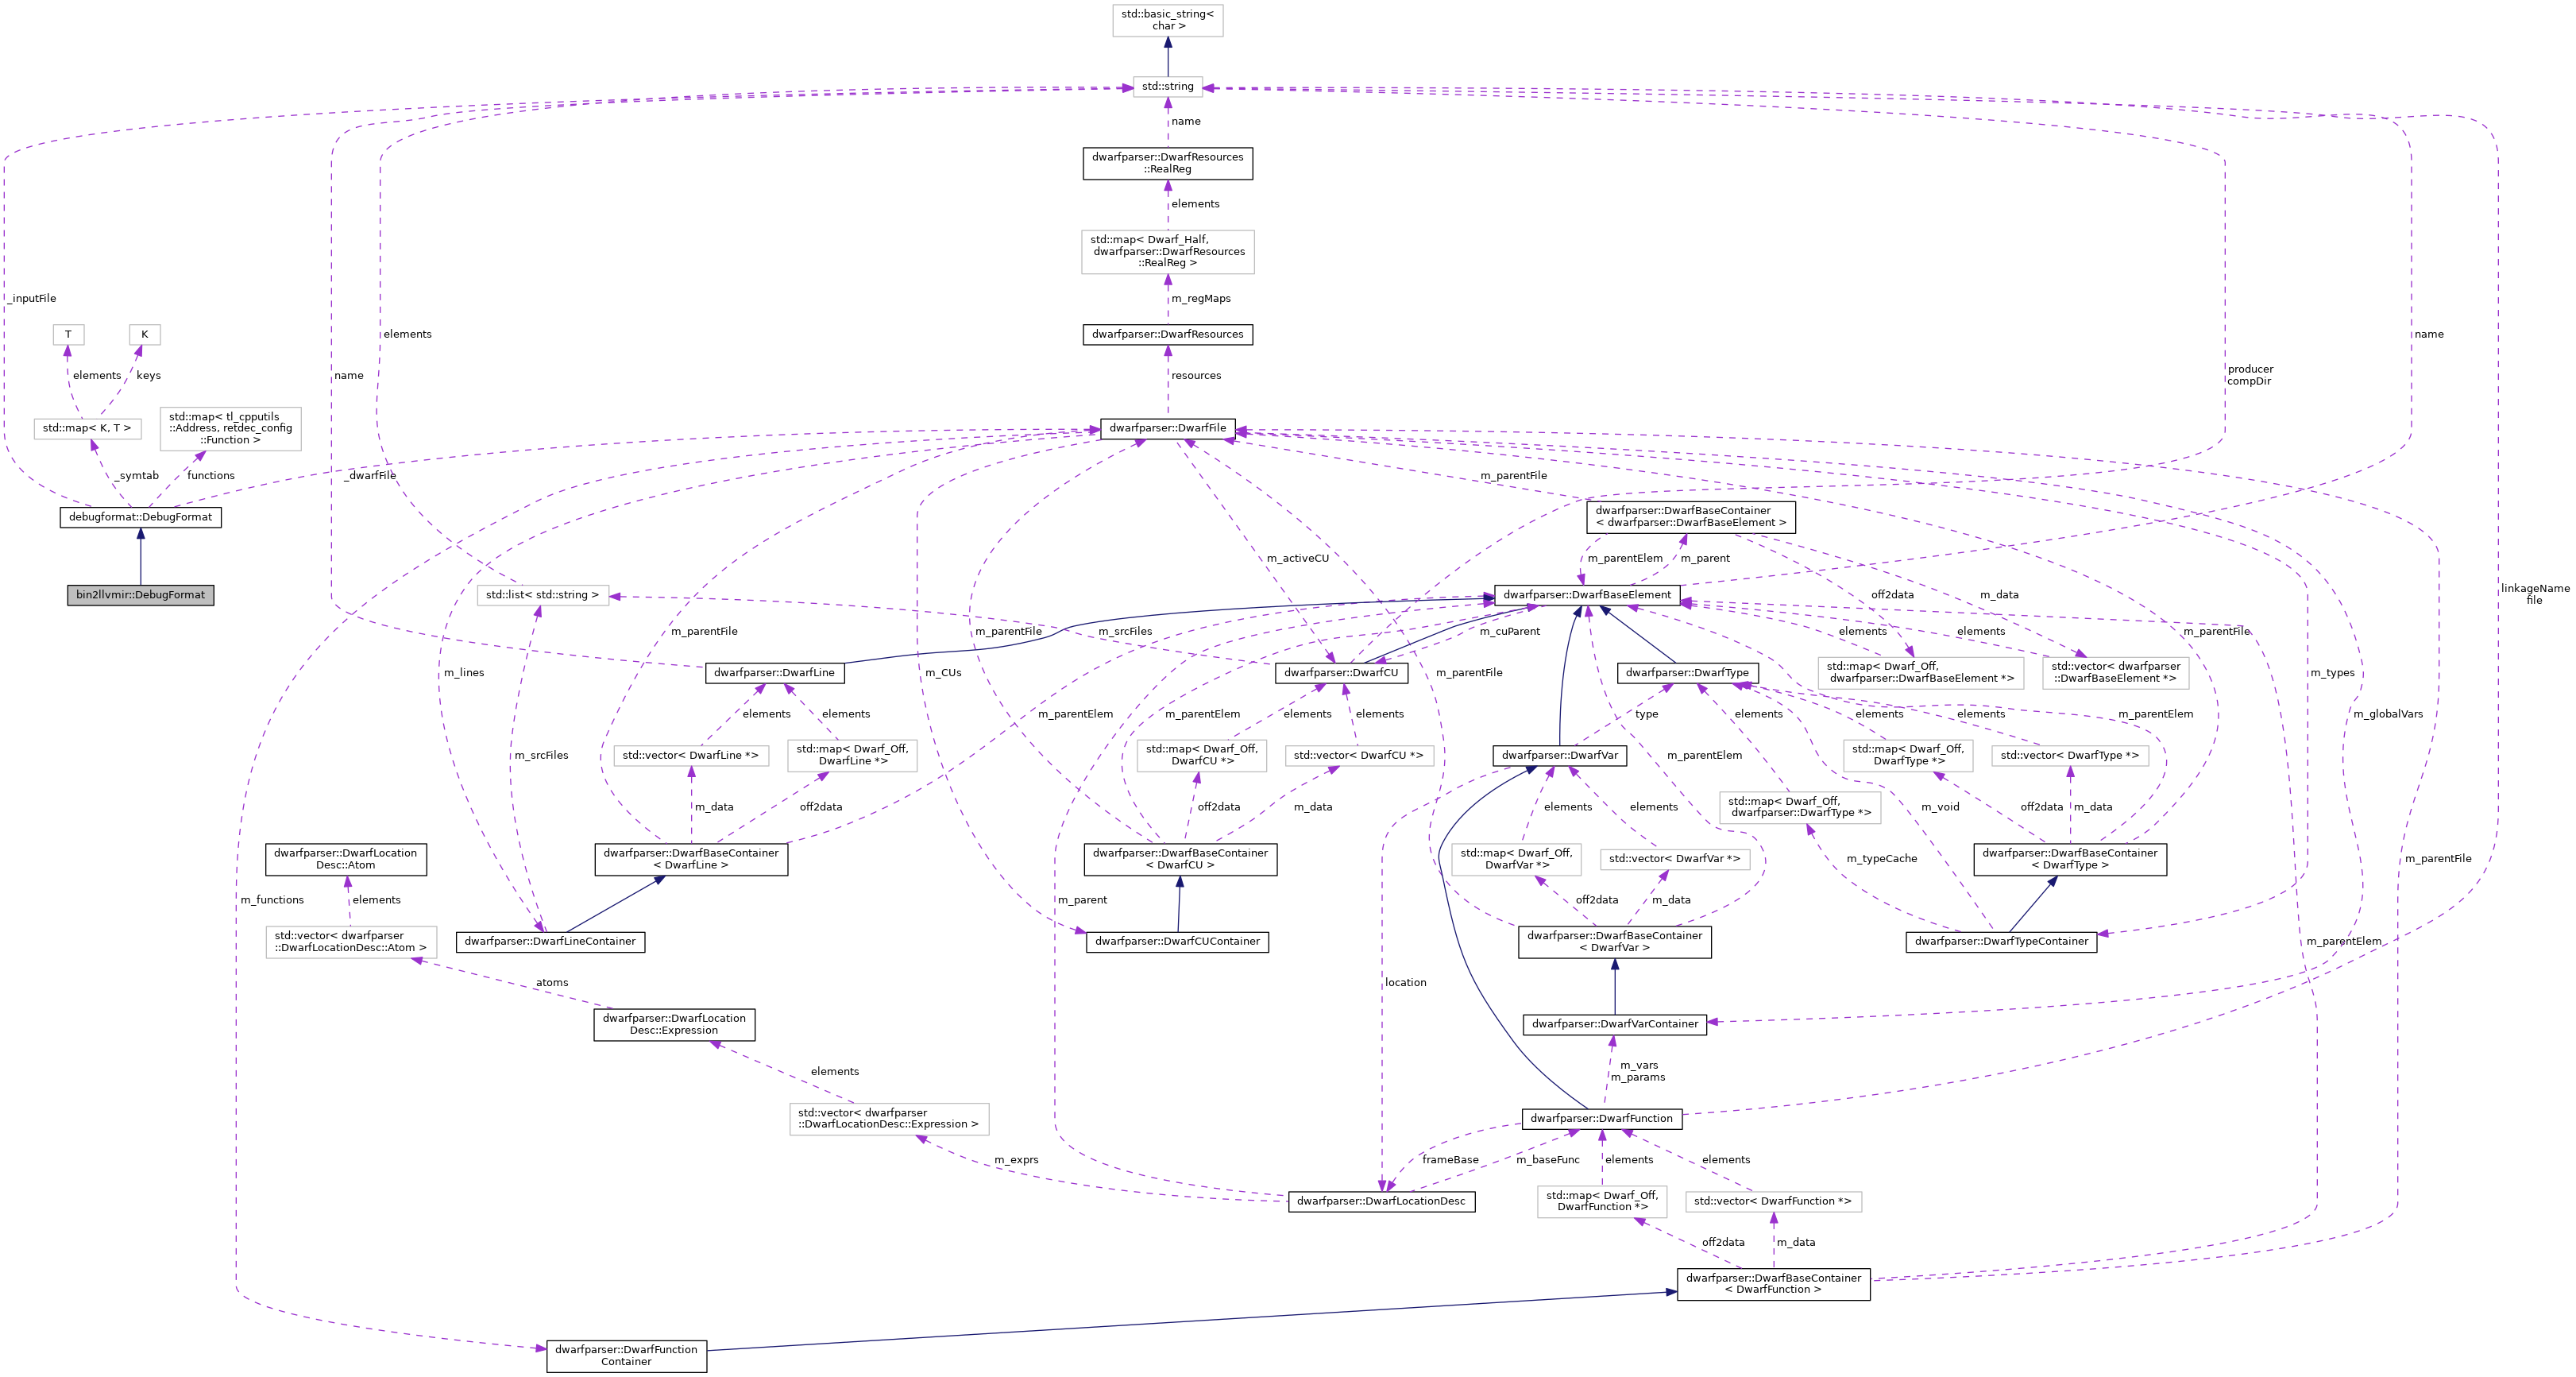 std::basic_string<
char >
std::string
name
dwarfparser::DwarfResources
::RealReg
elements
std::map< Dwarf_Half,
dwarfparser::DwarfResources
::RealReg >
_inputFile
m_regMaps
T
K
elements
dwarfparser::DwarfResources
name
elements
keys
name
resources
producer
compDir
std::map< K, T >
std::map< tl_cpputils
::Address, retdec_config
::Function >
dwarfparser::DwarfFile
_symtab
functions
_dwarfFile
m_parentFile
debugformat::DebugFormat
dwarfparser::DwarfBaseContainer
< dwarfparser::DwarfBaseElement >
m_activeCU
m_parentElem
m_parent
bin2llvmir::DebugFormat
std::list< std::string >
dwarfparser::DwarfBaseElement
off2data
m_data
linkageName
file
m_parentFile
m_parentFile
m_srcFiles
m_cuParent
elements
elements
m_parentFile
m_lines
dwarfparser::DwarfLine
m_CUs
dwarfparser::DwarfCU
m_parentFile
dwarfparser::DwarfType
std::map< Dwarf_Off,
dwarfparser::DwarfBaseElement *>
std::vector< dwarfparser
::DwarfBaseElement *>
m_types
elements
elements
m_parentElem
m_parentElem
elements
elements
type
elements
elements
elements
m_parentElem
m_globalVars
m_srcFiles
std::vector< DwarfLine *>
std::map< Dwarf_Off,
DwarfLine *>
std::map< Dwarf_Off,
DwarfCU *>
std::vector< DwarfCU *>
dwarfparser::DwarfVar
m_parentElem
std::map< Dwarf_Off,
DwarfType *>
std::vector< DwarfType *>
m_data
off2data
off2data
m_data
elements
elements
std::map< Dwarf_Off,
dwarfparser::DwarfType *>
m_void
off2data
m_data
dwarfparser::DwarfLocation
Desc::Atom
dwarfparser::DwarfBaseContainer
< DwarfLine >
dwarfparser::DwarfBaseContainer
< DwarfCU >
std::map< Dwarf_Off,
DwarfVar *>
std::vector< DwarfVar *>
m_typeCache
dwarfparser::DwarfBaseContainer
< DwarfType >
m_parentFile
m_functions
elements
m_parent
off2data
m_data
std::vector< dwarfparser
::DwarfLocationDesc::Atom >
dwarfparser::DwarfLineContainer
dwarfparser::DwarfCUContainer
dwarfparser::DwarfBaseContainer
< DwarfVar >
dwarfparser::DwarfTypeContainer
m_parentElem
atoms
location
dwarfparser::DwarfLocation
Desc::Expression
dwarfparser::DwarfVarContainer
elements
m_vars
m_params
std::vector< dwarfparser
::DwarfLocationDesc::Expression >
dwarfparser::DwarfFunction
m_exprs
frameBase
m_baseFunc
elements
elements
dwarfparser::DwarfLocationDesc
std::map< Dwarf_Off,
DwarfFunction *>
std::vector< DwarfFunction *>
off2data
m_data
dwarfparser::DwarfBaseContainer
< DwarfFunction >
dwarfparser::DwarfFunction
Container